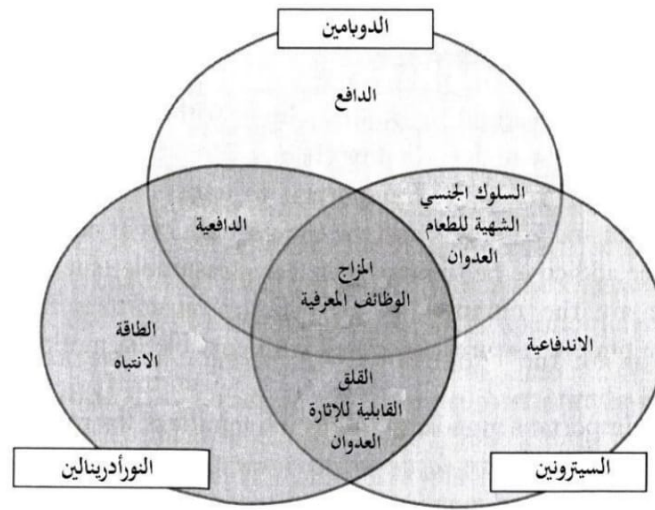 الدوبامين
الدافع
السلوك الجنسي
الشهية للطعام
العدوان
الدافعية
المزاج
الوظائف المعرفية
الطاقة
الانتباه
الاندفاعية
القلق
القابلية للإثارة
العدوان
النورأدرينالين
السيترونين